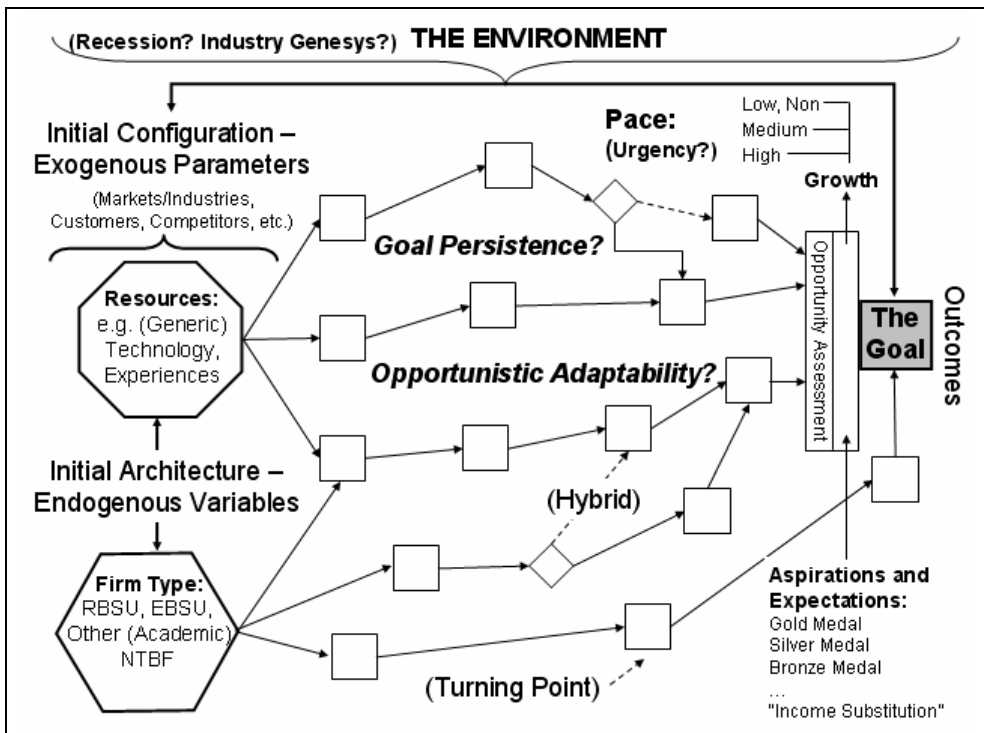 (Recession? Industry Genesys?) THE ENVIRONMENT
Initial Configuration –
Exogenous Parameters
(Markets/Industries,
Customers, Competitors, etc.)
Resources:
e.g. (Generic)
Technology,
Experiences
Initial Architecture –
Endogenous Variables
Firm Type:
RBSU, EBSU,
Other (Academic)
NTBF
Pace:
(Urgency?)
Low, Non
Medium
High
Growth
Goal Persistence?
Opportunistic Adaptability?
(Hybrid)
(Turning Point)
Opportunity Assessment
The
Goal
Outcomes
Aspirations and
Expectations:
Gold Medal
Silver Medal
Bronze Medal
...
"Income Substitution"